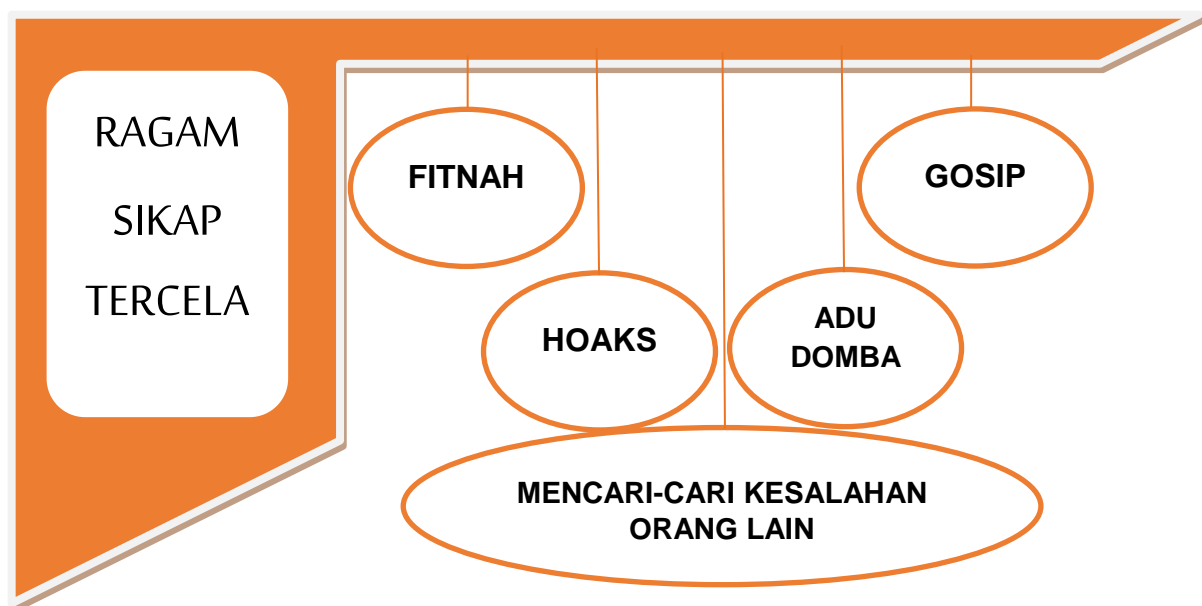 RAGAM
SIKAP
TERCELA
FITNAH
GOSIP
HOAKS
ADU
DOMBA
MENCARI-CARI KESALAHAN
ORANG LAIN